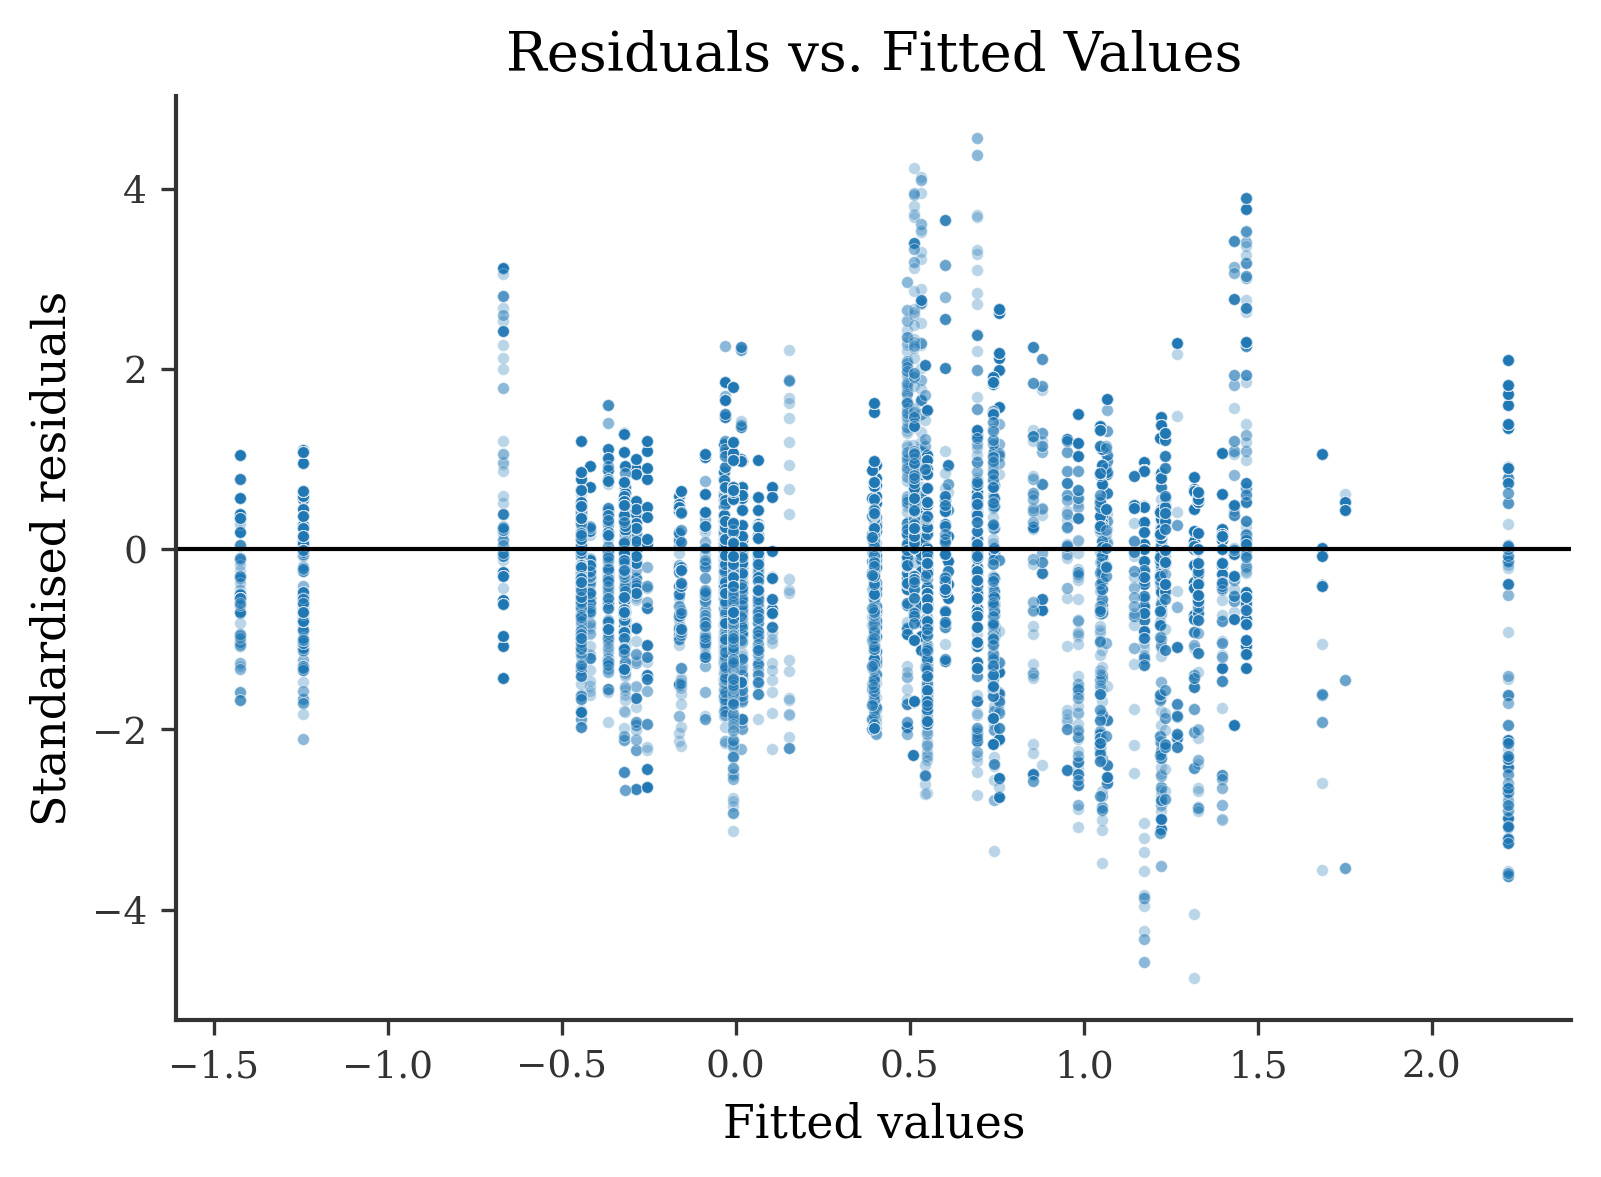 Residuals vs. Fitted Values
Standardised residuals
4
2
0
−2
−4
−1.5 −1.0 −0.5 0.0 0.5 1.0 1.5 2.0
Fitted values